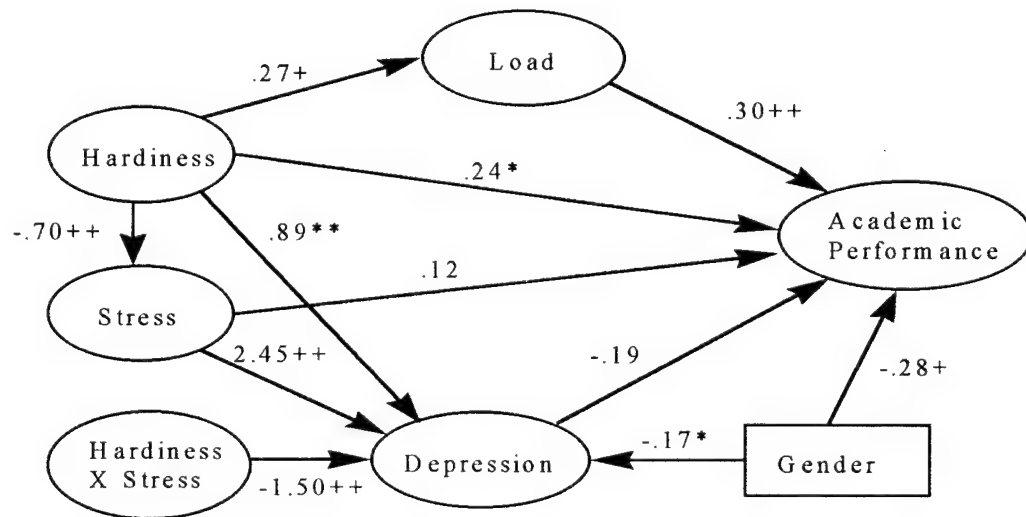 Load
.27+
.30++
Hardiness
.24*
-.70++
.89**
Academic
Performance
.12
Stress
2.45++
-.19
-.28+
Hardiness
X Stress
-1.50++
Depression
-.17*
Gender